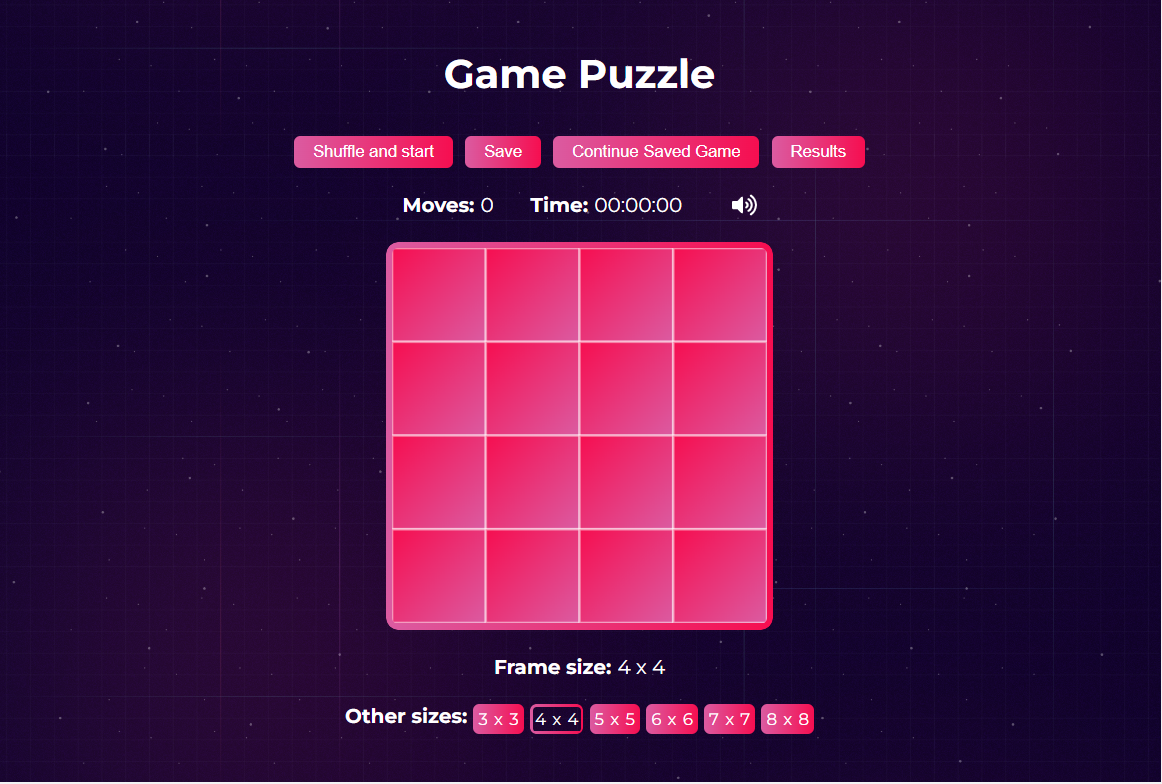 Game Puzzle
Shuffle and start Save Continue Saved Game Results
Moves: 0 Time: 00:00:00
Frame size: 4 x 4
Other sizes: 3 x 3 4 x 4 5 x 5 6 x 6 7 x 7 8 x 8